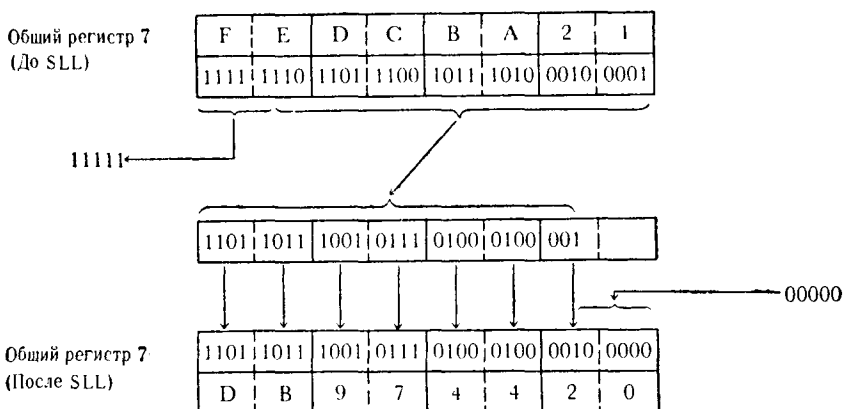 Общий регистр 7
(До SLL)
F E D C B A 2 1
1111 1110 1101 1100 1011 1010 0010 0001
11111
1101 1011 1001 0111 0100 0100 001
00000
Общий регистр 7
(После SLL)
1101 1011 1001 0111 0100 0100 0010 0000
D B 9 7 4 4 2 0